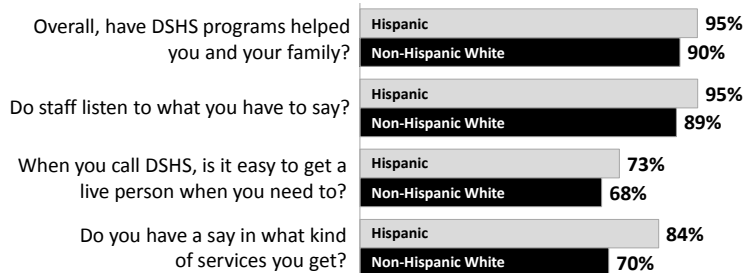 Overall, have DSHS programs helped
you and your family?
Hispanic 95%
Non-Hispanic White 90%
Do staff listen to what you have to say?
Hispanic 95%
Non-Hispanic White 89%
When you call DSHS, is it easy to get a
live person when you need to?
Hispanic 73%
Non-Hispanic White 68%
Do you have a say in what kind
of services you get?
Hispanic 84%
Non-Hispanic White 70%